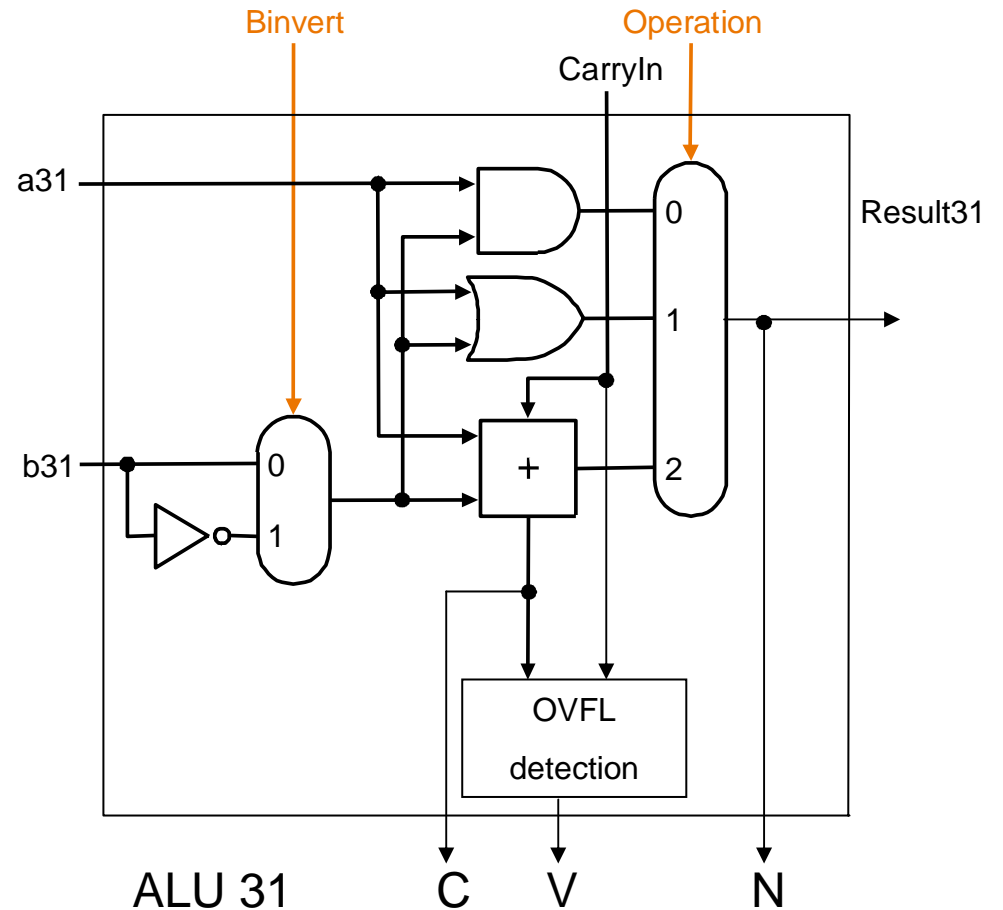 Binvert
Operation
CarryIn
a31
0
Result31
1
b31
0
+
2
1
OVFL
detection
ALU 31
C
V
N